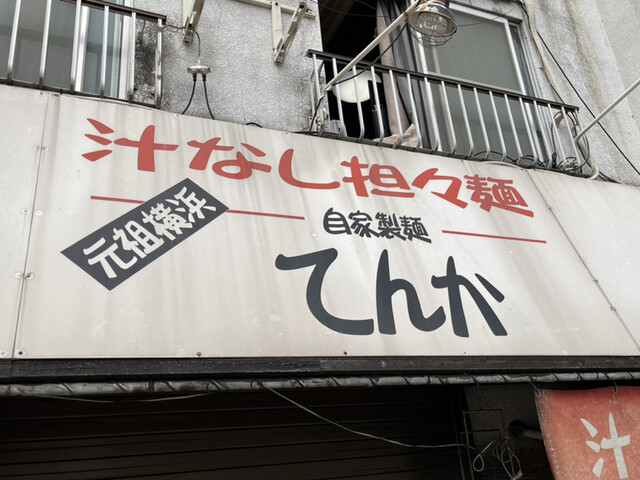 汁なし担々麺
元祖横浜
自家製麺
てんか
汁